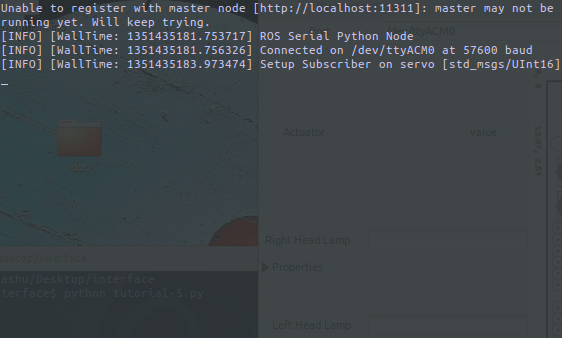 Unable to register with master node [http://localhost:11311]: master may not be
running yet. Will keep trying.
[INFO] [WallTime: 1351435181.753717] ROS Serial Python Node
[INFO] [WallTime: 1351435181.756326] Connected on /dev/ttyACM0 at 57600 baud
[INFO] [WallTime: 1351435183.973474] Setup Subscriber on servo [std_msgs/UInt16]
Actuator value
Right Head Lamp
Properties
esktop/interface
ashu/Desktop/interface
terface$ python tutorial-5.py
Left Head Lamp